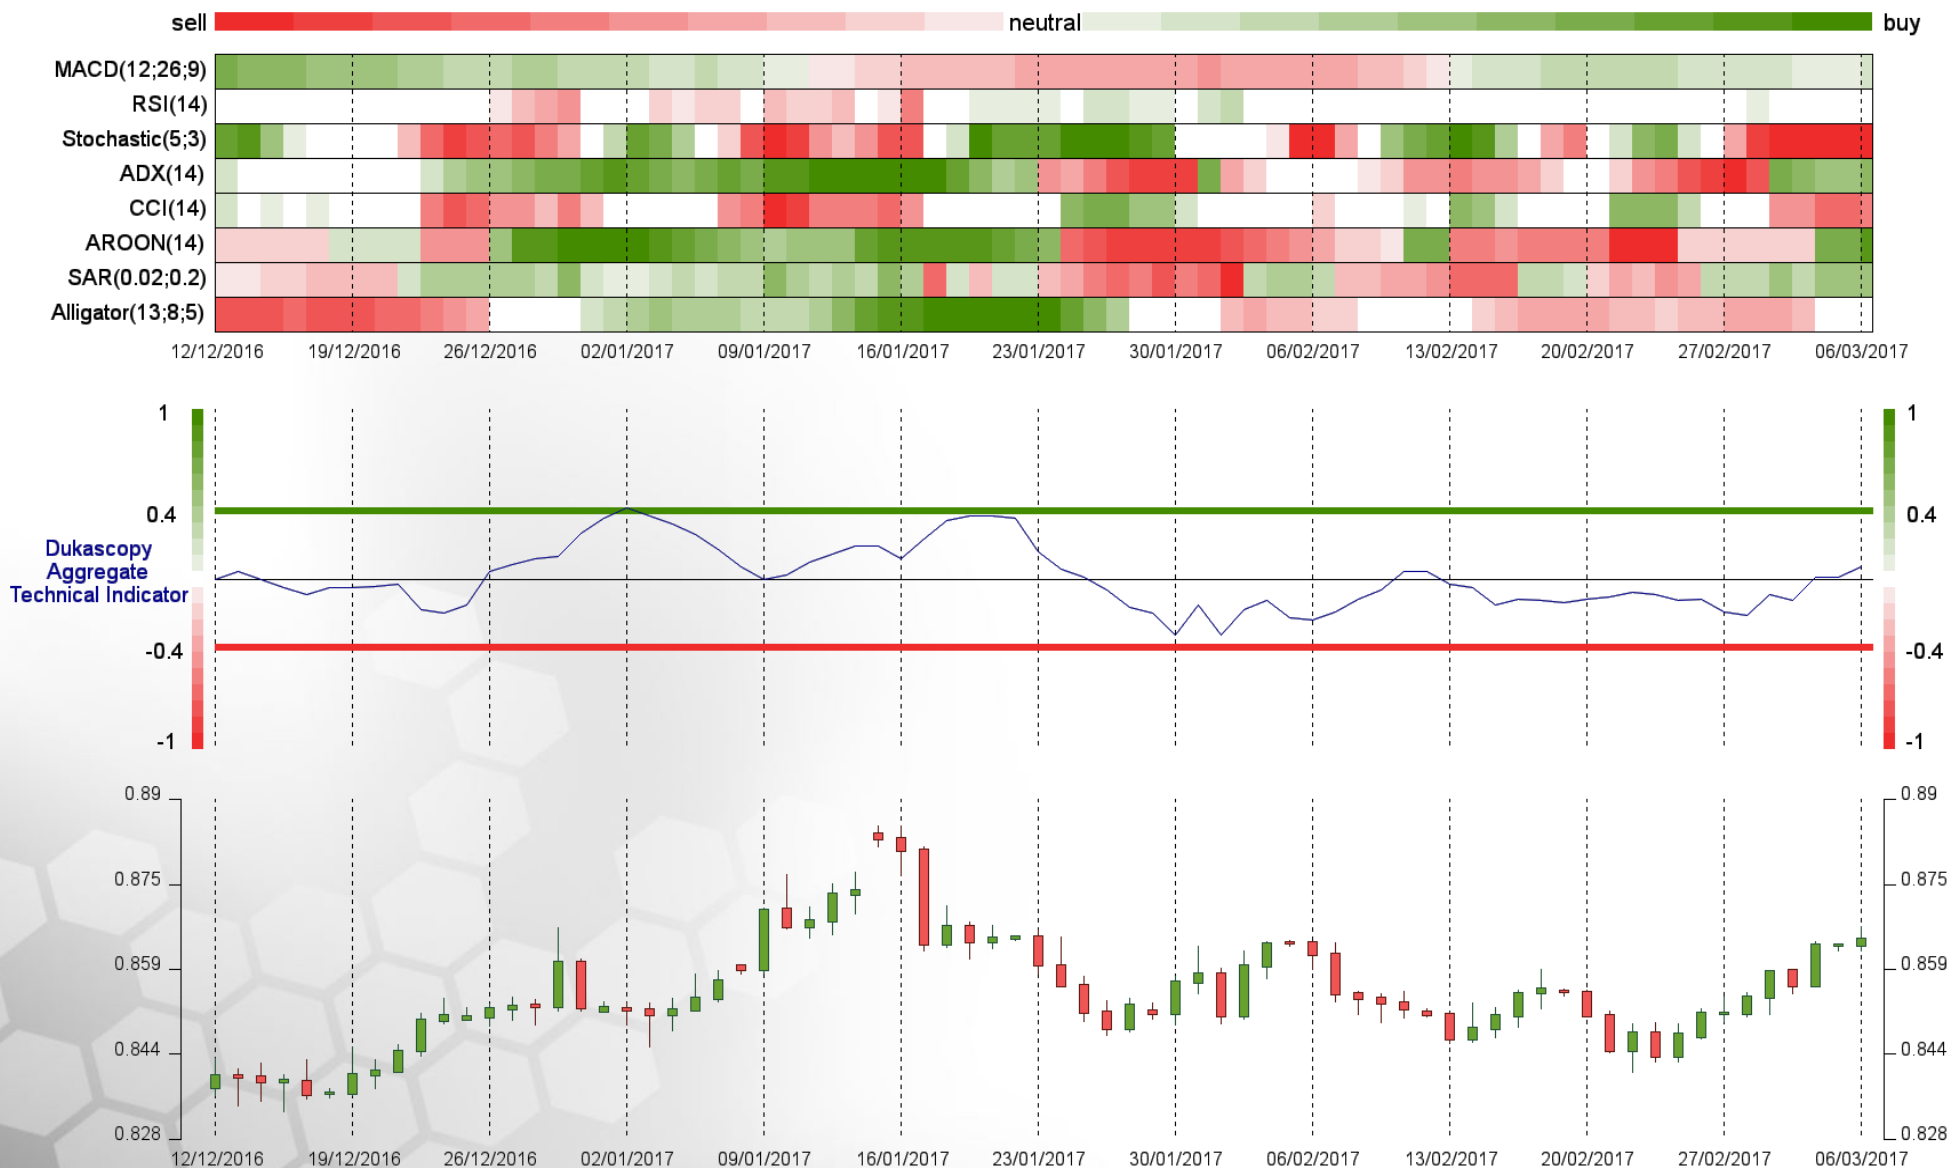 sell neutral buy
MACD(12;26;9)
RSI(14)
Stochastic(5;3)
ADX(14)
CCI(14)
AROON(14)
SAR(0.02;0.2)
Alligator(13;8;5)
12/12/2016 19/12/2016 26/12/2016 02/01/2017 09/01/2017 16/01/2017 23/01/2017 30/01/2017 06/02/2017 13/02/2017 20/02/2017 27/02/2017 06/03/2017
1 1
0.4 0.4
Dukascopy
Aggregate
Technical Indicator
-0.4 -0.4
-1 -1
0.89 0.89
0.875 0.875
0.859 0.859
0.844 0.844
0.828 0.828
12/12/2016 19/12/2016 26/12/2016 02/01/2017 09/01/2017 16/01/2017 23/01/2017 30/01/2017 06/02/2017 13/02/2017 20/02/2017 27/02/2017 06/03/2017